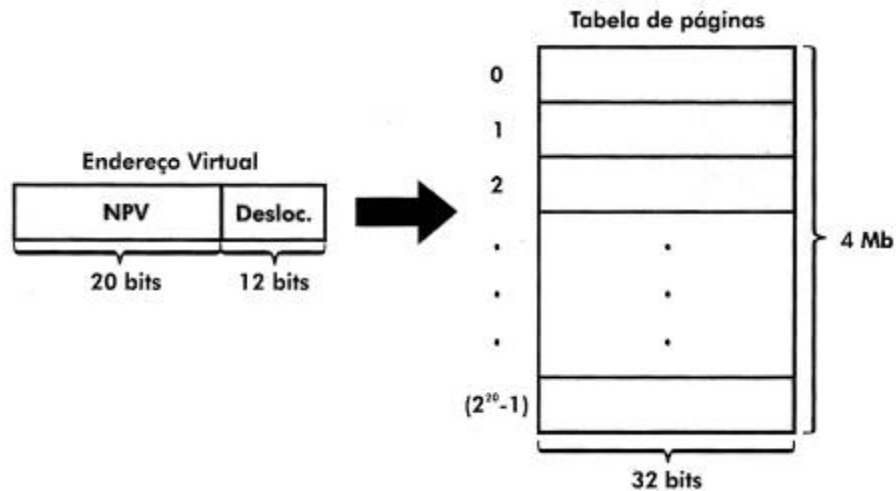 Tabela de páginas
0
1
2
Endereço Virtual
NPV Desloc.
20 bits 12 bits
4 Mb
(2²⁰-1)
32 bits